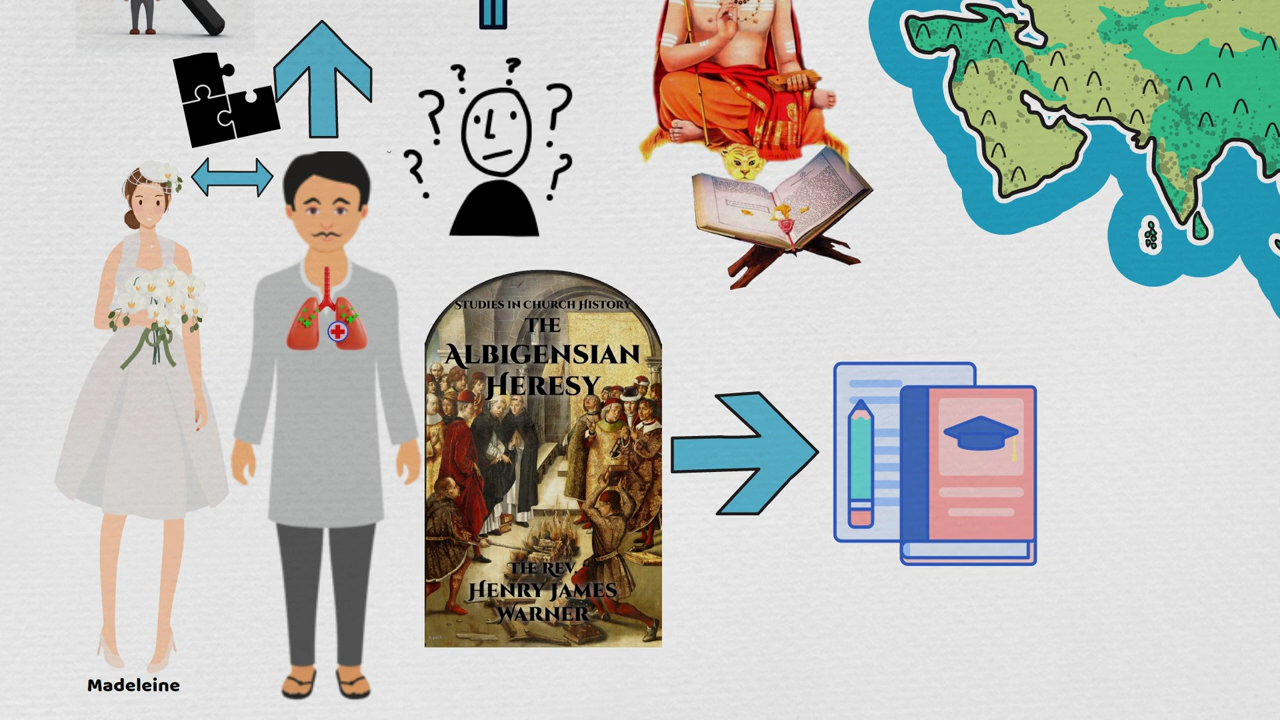 STUDIES IN CHURCH HISTORY
THE
ALBIGENSIAN
HERESY
THE REV.
HENRY JAMES
WARNER
Madeleine